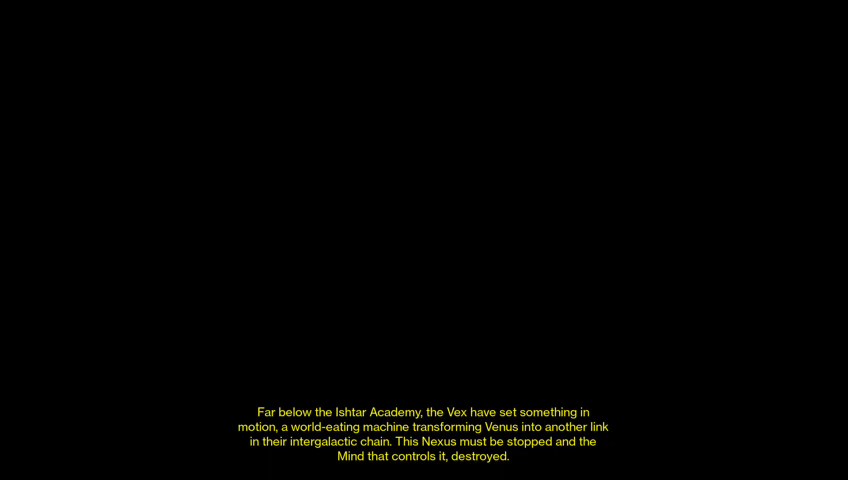 Far below the Ishtar Academy, the Vex have set something in
motion, a world-eating machine transforming Venus into another link
in their intergalactic chain. This Nexus must be stopped and the
Mind that controls it, destroyed.